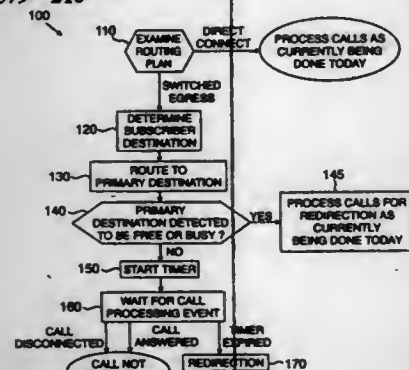 100
110
EXAMINE
ROUTING
PLAN
DIRECT
CONNECT
PROCESS CALLS AS
CURRENTLY BEING
DONE TODAY
SWITCHED
EGRESS
120
DETERMINE
SUBSCRIBER
DESTINATION
130
ROUTE TO
PRIMARY DESTINATION
140
PRIMARY
DESTINATION DETECTED
TO BE FREE OR BUSY ?
YES
145
PROCESS CALLS FOR
REDIRECTION AS
CURRENTLY
BEING DONE TODAY
NO
150
START TIMER
160
WAIT FOR CALL
PROCESSING EVENT
CALL
DISCONNECTED
CALL
ANSWERED
TIMER
EXPIRED
CALL NOT
REDIRECTION
170